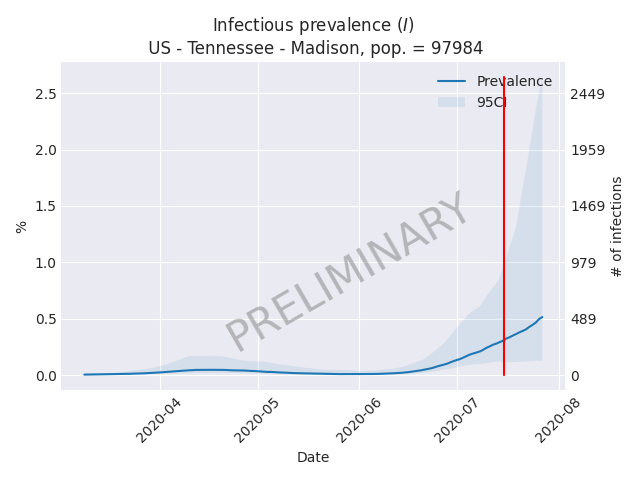 Infectious prevalence (I)
US - Tennessee - Madison, pop. = 97984
Prevalence
95CI
2.5
2.0
1.5
1.0
0.5
0.0
%
2449
1959
1469
979
489
0
# of infections
PRELIMINARY
2020-04
2020-05
2020-06
2020-07
2020-08
Date